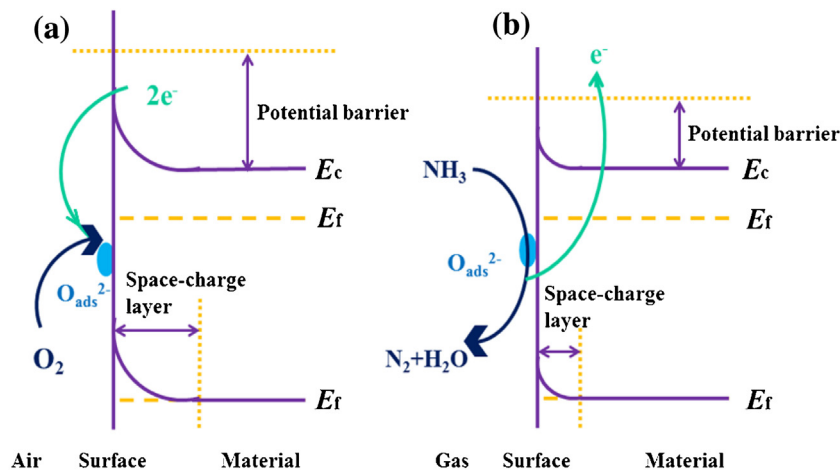 (a)
2e⁻
Potential barrier
Ec
Ef
Oads²⁻
Space-charge
layer
O₂
Ef
Air Surface Material
(b)
e⁻
Potential barrier
NH₃
Ec
Ef
Oads²⁻
Space-charge
layer
N₂+H₂O
Ef
Gas Surface Material